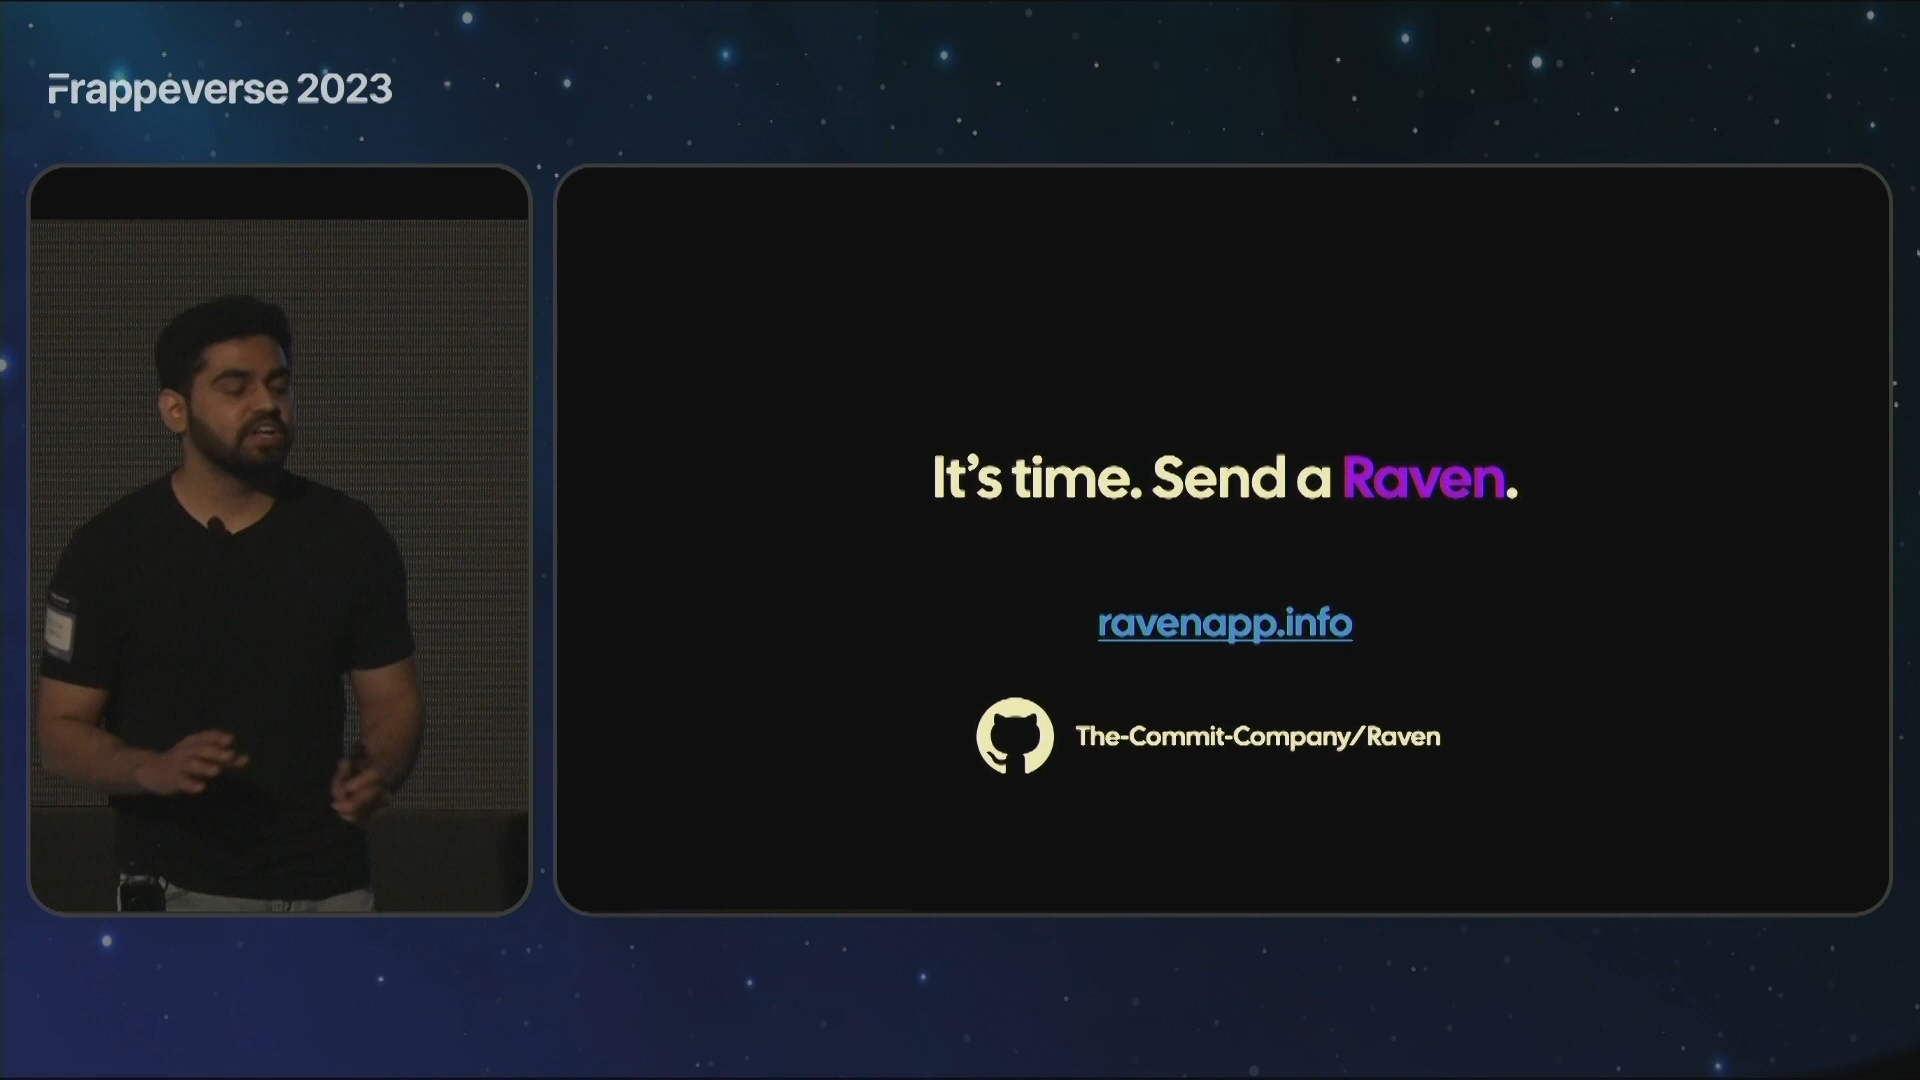 Frappeverse 2023
It's time. Send a Raven.
ravenapp.info
The-Commit-Company/Raven